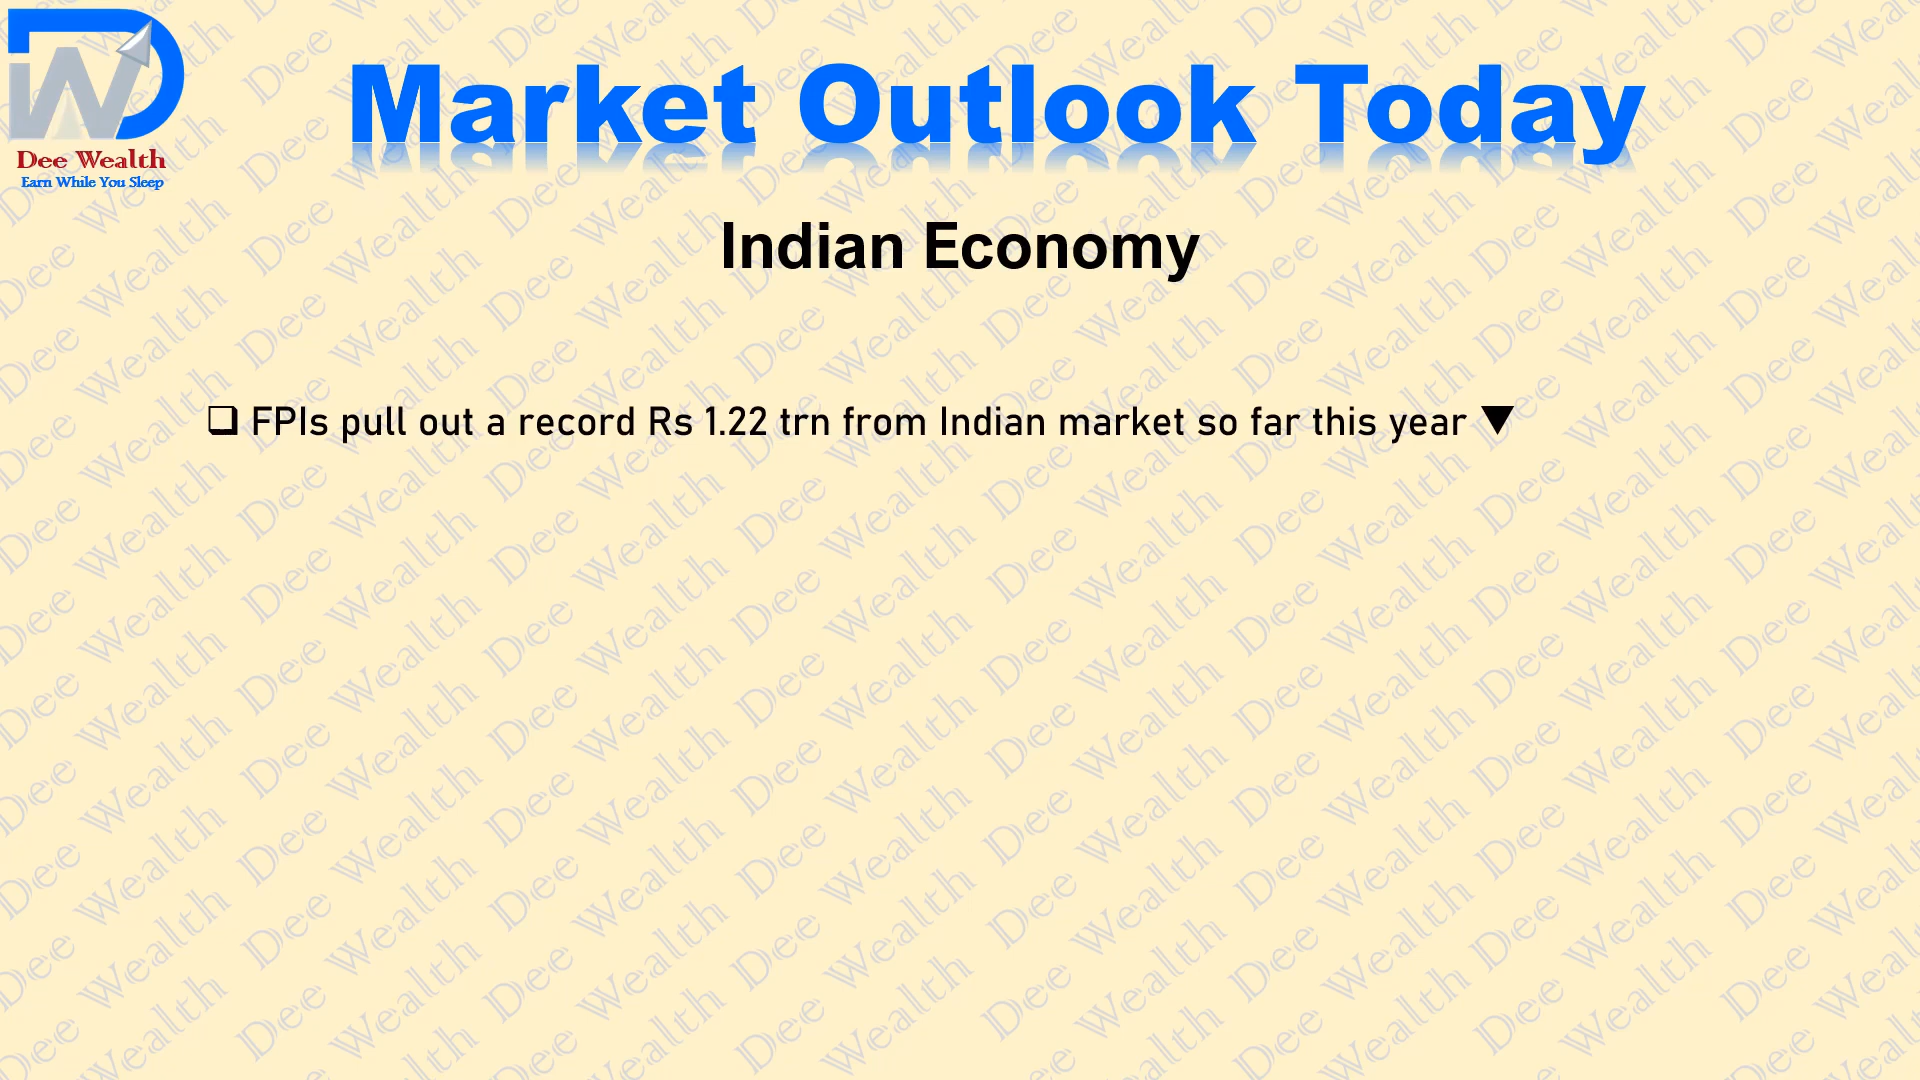 Market Outlook Today
Dee Wealth
Earn While You Sleep
Indian Economy
❑ FPIs pull out a record Rs 1.22 trn from Indian market so far this year ▼